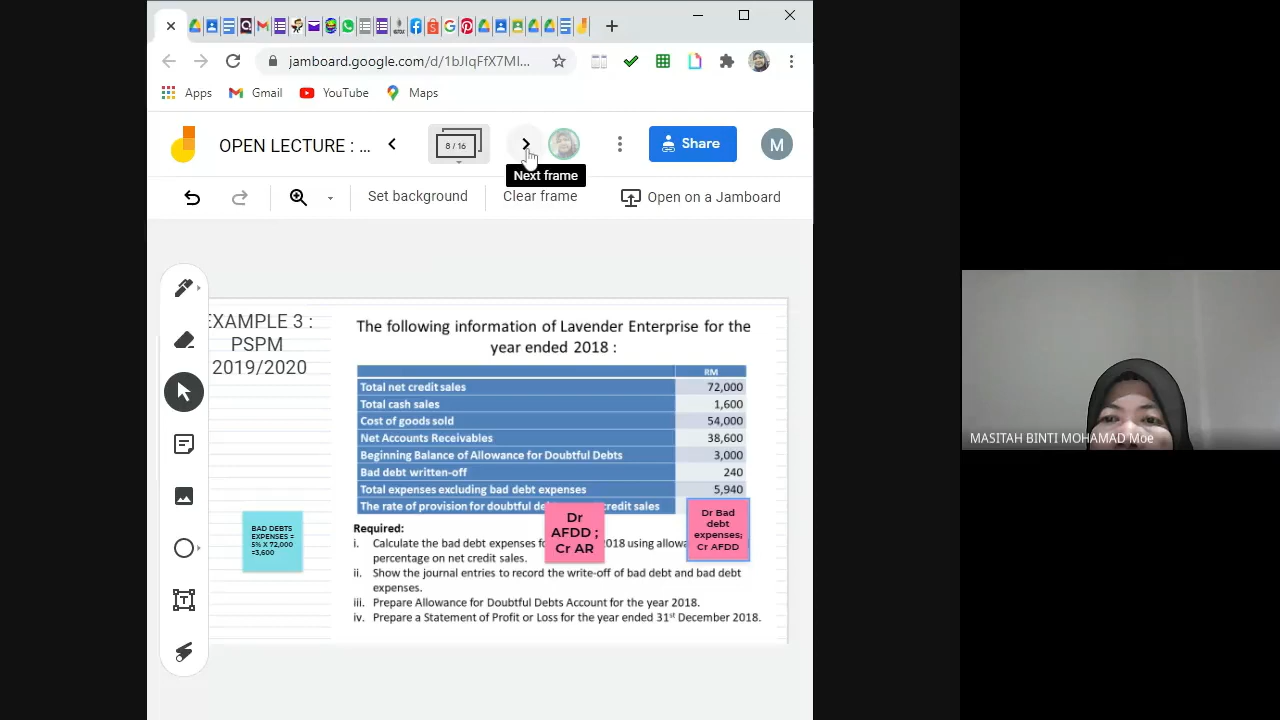 jamboard.google.com/d/1bJIqFfX7MI...
Apps
Gmail
YouTube
Maps
OPEN LECTURE : ...
8 / 16
Share
M
Next frame
Set background
Clear frame
Open on a Jamboard
EXAMPLE 3 :
PSPM
2019/2020
The following information of Lavender Enterprise for the
year ended 2018 :
RM
Total net credit sales 72,000
Total cash sales 1,600
Cost of goods sold 54,000
Net Accounts Receivables 38,600
Beginning Balance of Allowance for Doubtful Debts 3,000
Bad debt written-off 240
Total expenses excluding bad debt expenses 5,940
The rate of provision for doubtful credit sales
Dr
AFDD ;
Cr AR
Dr Bad
debt
expenses;
Cr AFDD
BAD DEBTS
EXPENSES =
5% X 72,000
=3,600
Required:
i. Calculate the bad debt expenses 2018 using
percentage on net credit sales.
ii. Show the journal entries to record the write-off of bad debt and bad debt
expenses.
iii. Prepare Allowance for Doubtful Debts Account for the year 2018.
iv. Prepare a Statement of Profit or Loss for the year ended 31st December 2018.
MASITAH BINTI MOHAMAD Moe